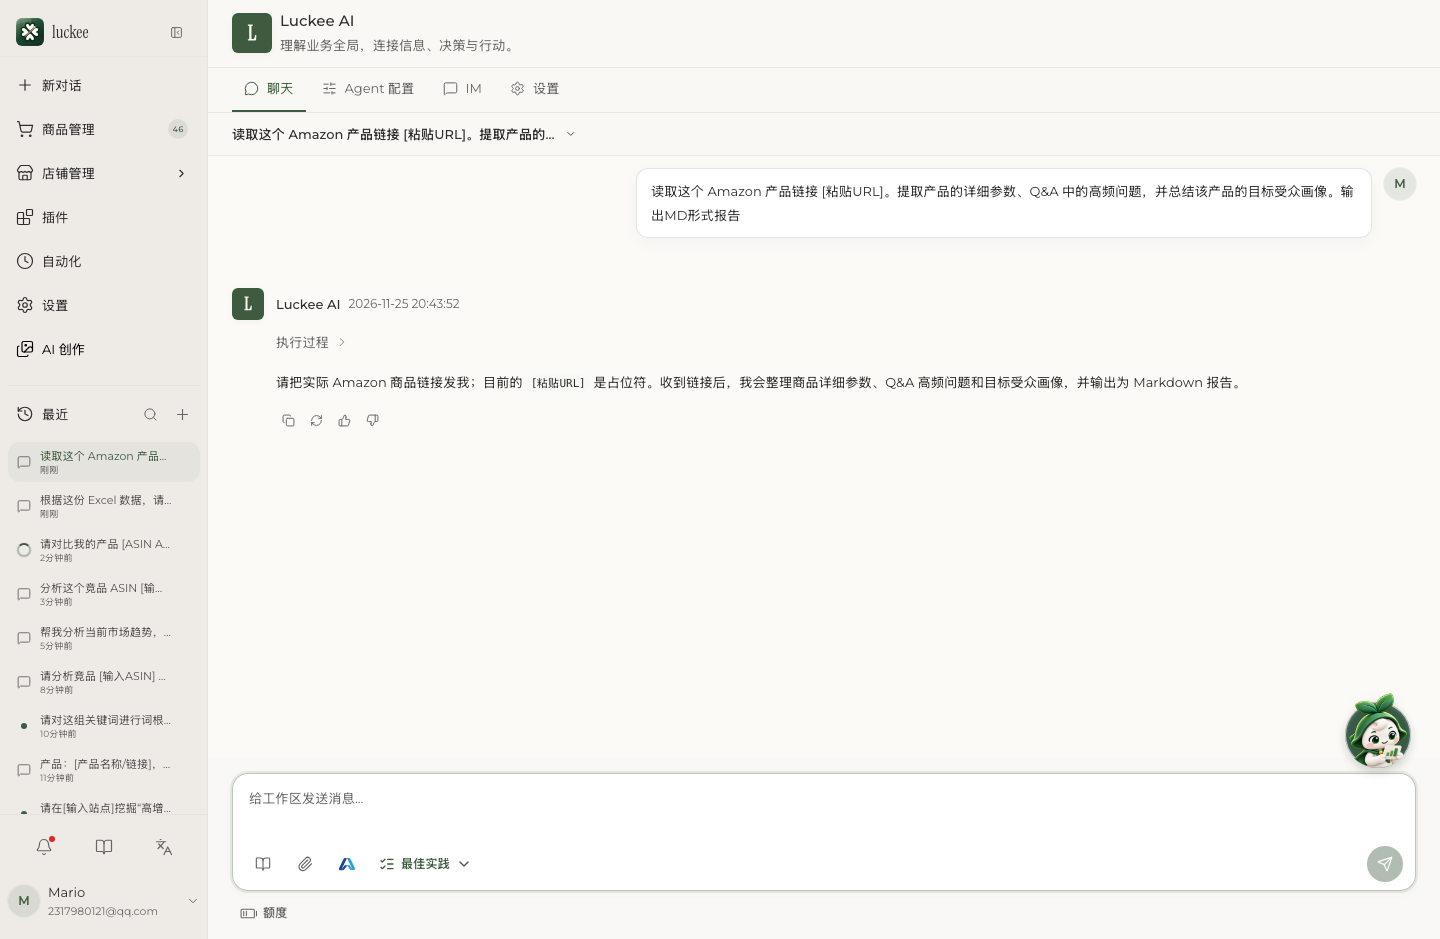 luckee
新对话
商品管理
46
店铺管理
插件
自动化
设置
AI 创作
最近
读取这个 Amazon 产品...
刚刚
根据这份 Excel 数据，请...
刚刚
请对比我的产品 [ASIN A...
2分钟前
分析这个竞品 ASIN [输...
3分钟前
帮我分析当前市场趋势，...
5分钟前
请分析竞品 [输入ASIN] ...
8分钟前
请对这组关键词进行词根...
10分钟前
产品：[产品名称/链接]，...
11分钟前
请在[输入站点]挖掘“高增...
M
Mario
2317980121@qq.com
L
Luckee AI
理解业务全局，连接信息、决策与行动。
聊天
Agent 配置
IM
设置
读取这个 Amazon 产品链接 [粘贴URL]。提取产品的...
读取这个 Amazon 产品链接 [粘贴URL]。提取产品的详细参数、Q&A 中的高频问题，并总结该产品的目标受众画像。输
出MD形式报告
M
L
Luckee AI 2026-11-25 20:43:52
执行过程
请把实际 Amazon 商品链接发我；目前的 [粘贴URL] 是占位符。收到链接后，我会整理商品详细参数、Q&A 高频问题和目标受众画像，并输出为 Markdown 报告。
给工作区发送消息...
最佳实践
额度